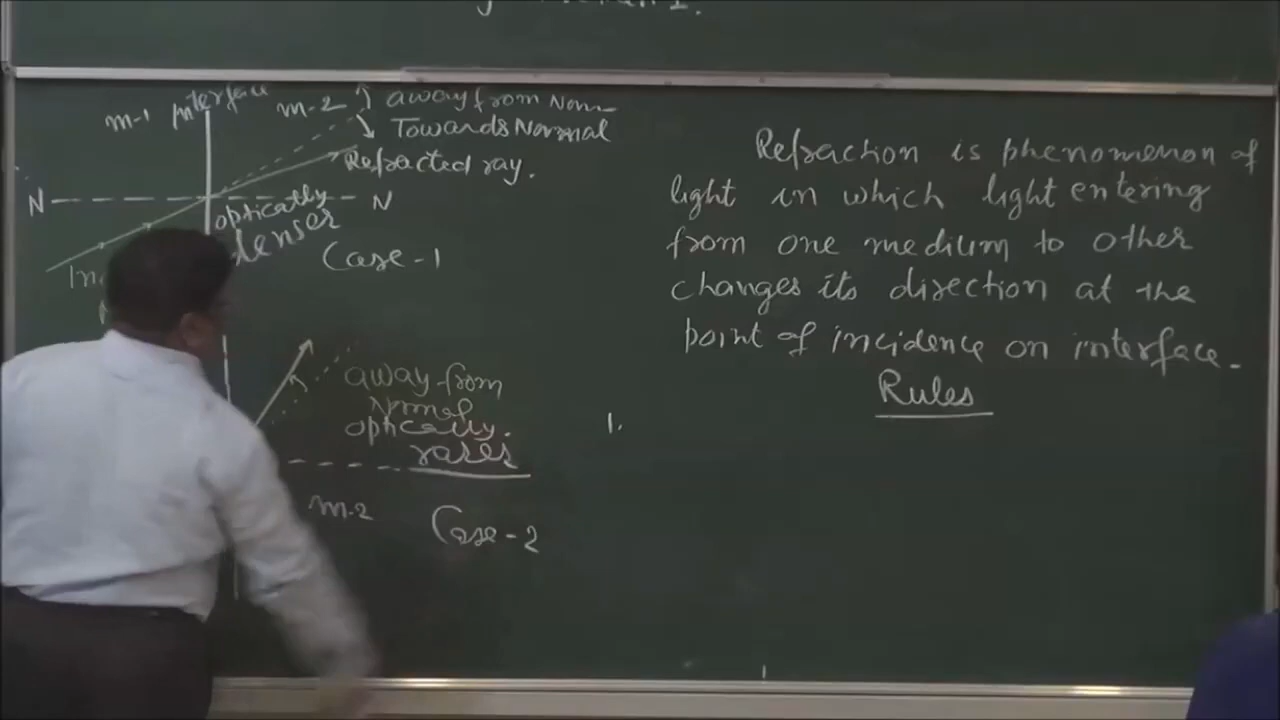 m-1 Interface m-2 away from Nom
Towards Normal
Refracted ray.
N N
optically
denser
Case-1
In
away from
Normal
optically.
rarer
m-2 Case-2
Refraction is phenomenon of
light in which light entering
from one medium to other
changes its direction at the
point of incidence on interface.
Rules
1.